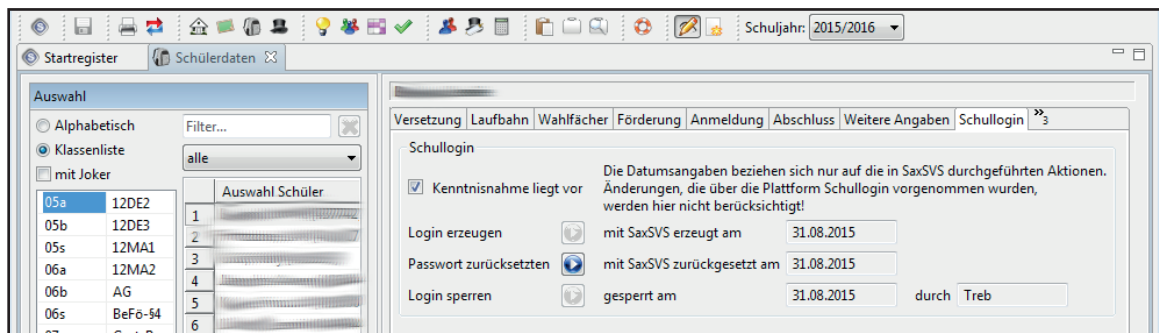 Schuljahr: 2015/2016
Startregister Schülerdaten
Auswahl
Alphabetisch Filter...
Klassenliste
alle
mit Joker
Auswahl Schüler
05a 12DE2
05b 12DE3
05s 12MA1
06a 12MA2
06b AG
06s BeFö-§4
1
2
3
4
5
6
Versetzung Laufbahn Wahlfächer Förderung Anmeldung Abschluss Weitere Angaben Schullogin »3
Schullogin
Kenntnisnahme liegt vor
Die Datumsangaben beziehen sich nur auf die in SaxSVS durchgeführten Aktionen.
Änderungen, die über die Plattform Schullogin vorgenommen wurden,
werden hier nicht berücksichtigt!
Login erzeugen mit SaxSVS erzeugt am 31.08.2015
Passwort zurücksetzten mit SaxSVS zurückgesetzt am 31.08.2015
Login sperren gesperrt am 31.08.2015 durch Treb